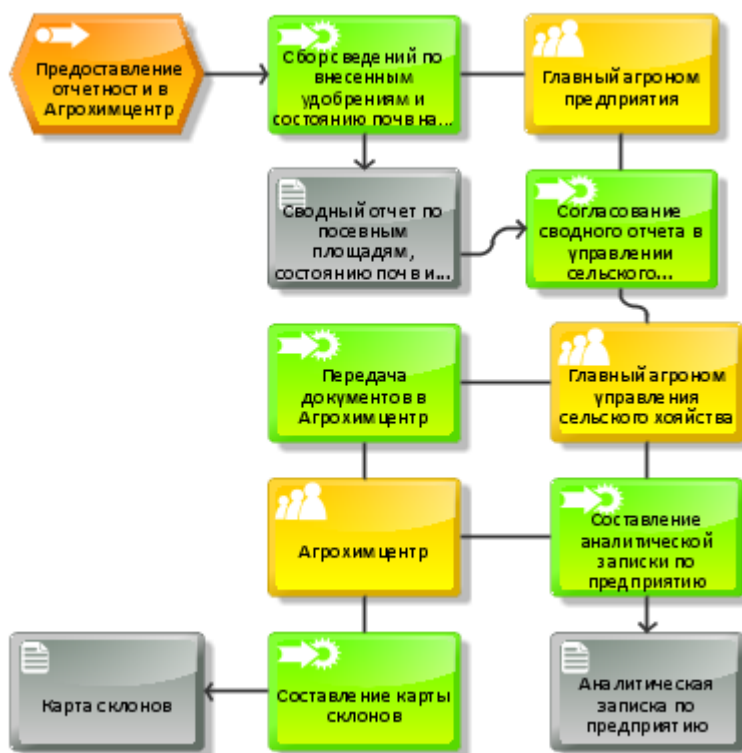 Предоставление
отчетности в
Агрохимцентр
Сбор сведений по
внесенным
удобрениям и
состоянию почв на...
Главный агроном
предприятия
Сводный отчет по
посевным
площадям,
состоянию почв и...
Согласование
сводного отчета в
управлении
сельского...
Передача
документов в
Агрохимцентр
Главный агроном
управления
сельского хояйства
Агрохимцентр
Составление
аналитической
записки по
предприятию
Карта склонов
Составление карты
склонов
Аналитическая
записка по
предприятию